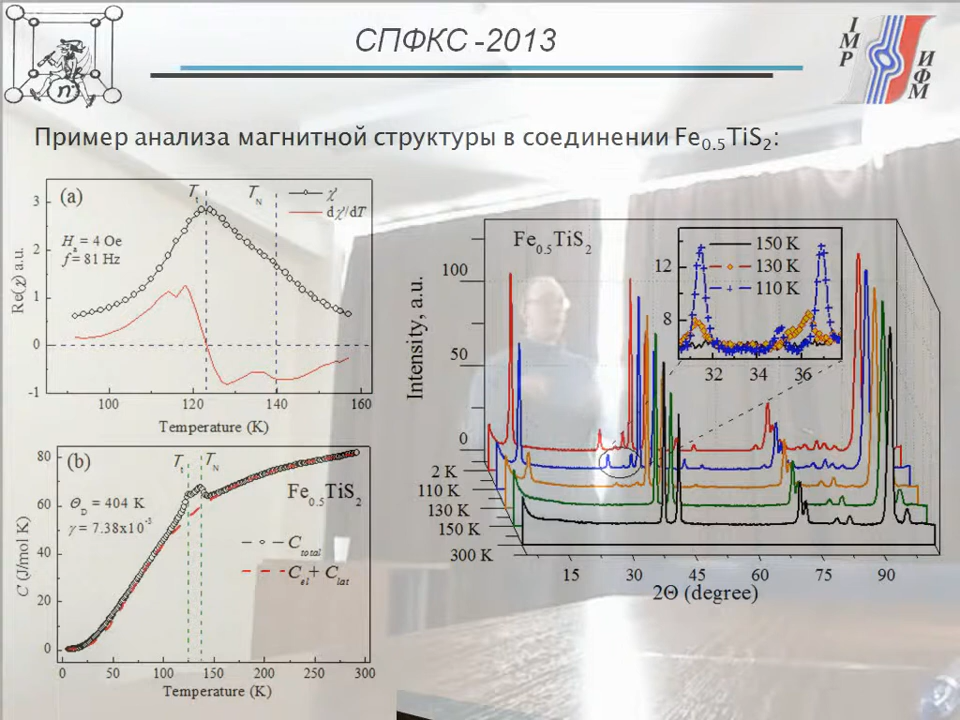 СПФКС -2013
I
M
P
И
Ф
М
n
Пример анализа магнитной структуры в соединении Fe0.5TiS2:
(a)
Tt
TN
χ'
dχ'/dT
Ha = 4 Oe
f = 81 Hz
Re(χ) a.u.
3
2
1
0
-1
100 120 140 160
Temperature (K)
(b)
Tt
TN
ΘD = 404 K
γ = 7.38x10-3
Fe0.5TiS2
Ctotal
Cel + Clat
C (J/mol K)
80
60
40
20
0
0 50 100 150 200 250 300
Temperature (K)
Fe0.5TiS2
Intensity, a.u.
100
50
0
150 K
130 K
110 K
12
8
32 34 36
2 K
110 K
130 K
150 K
300 K
15 30 45 60 75 90
2Θ (degree)